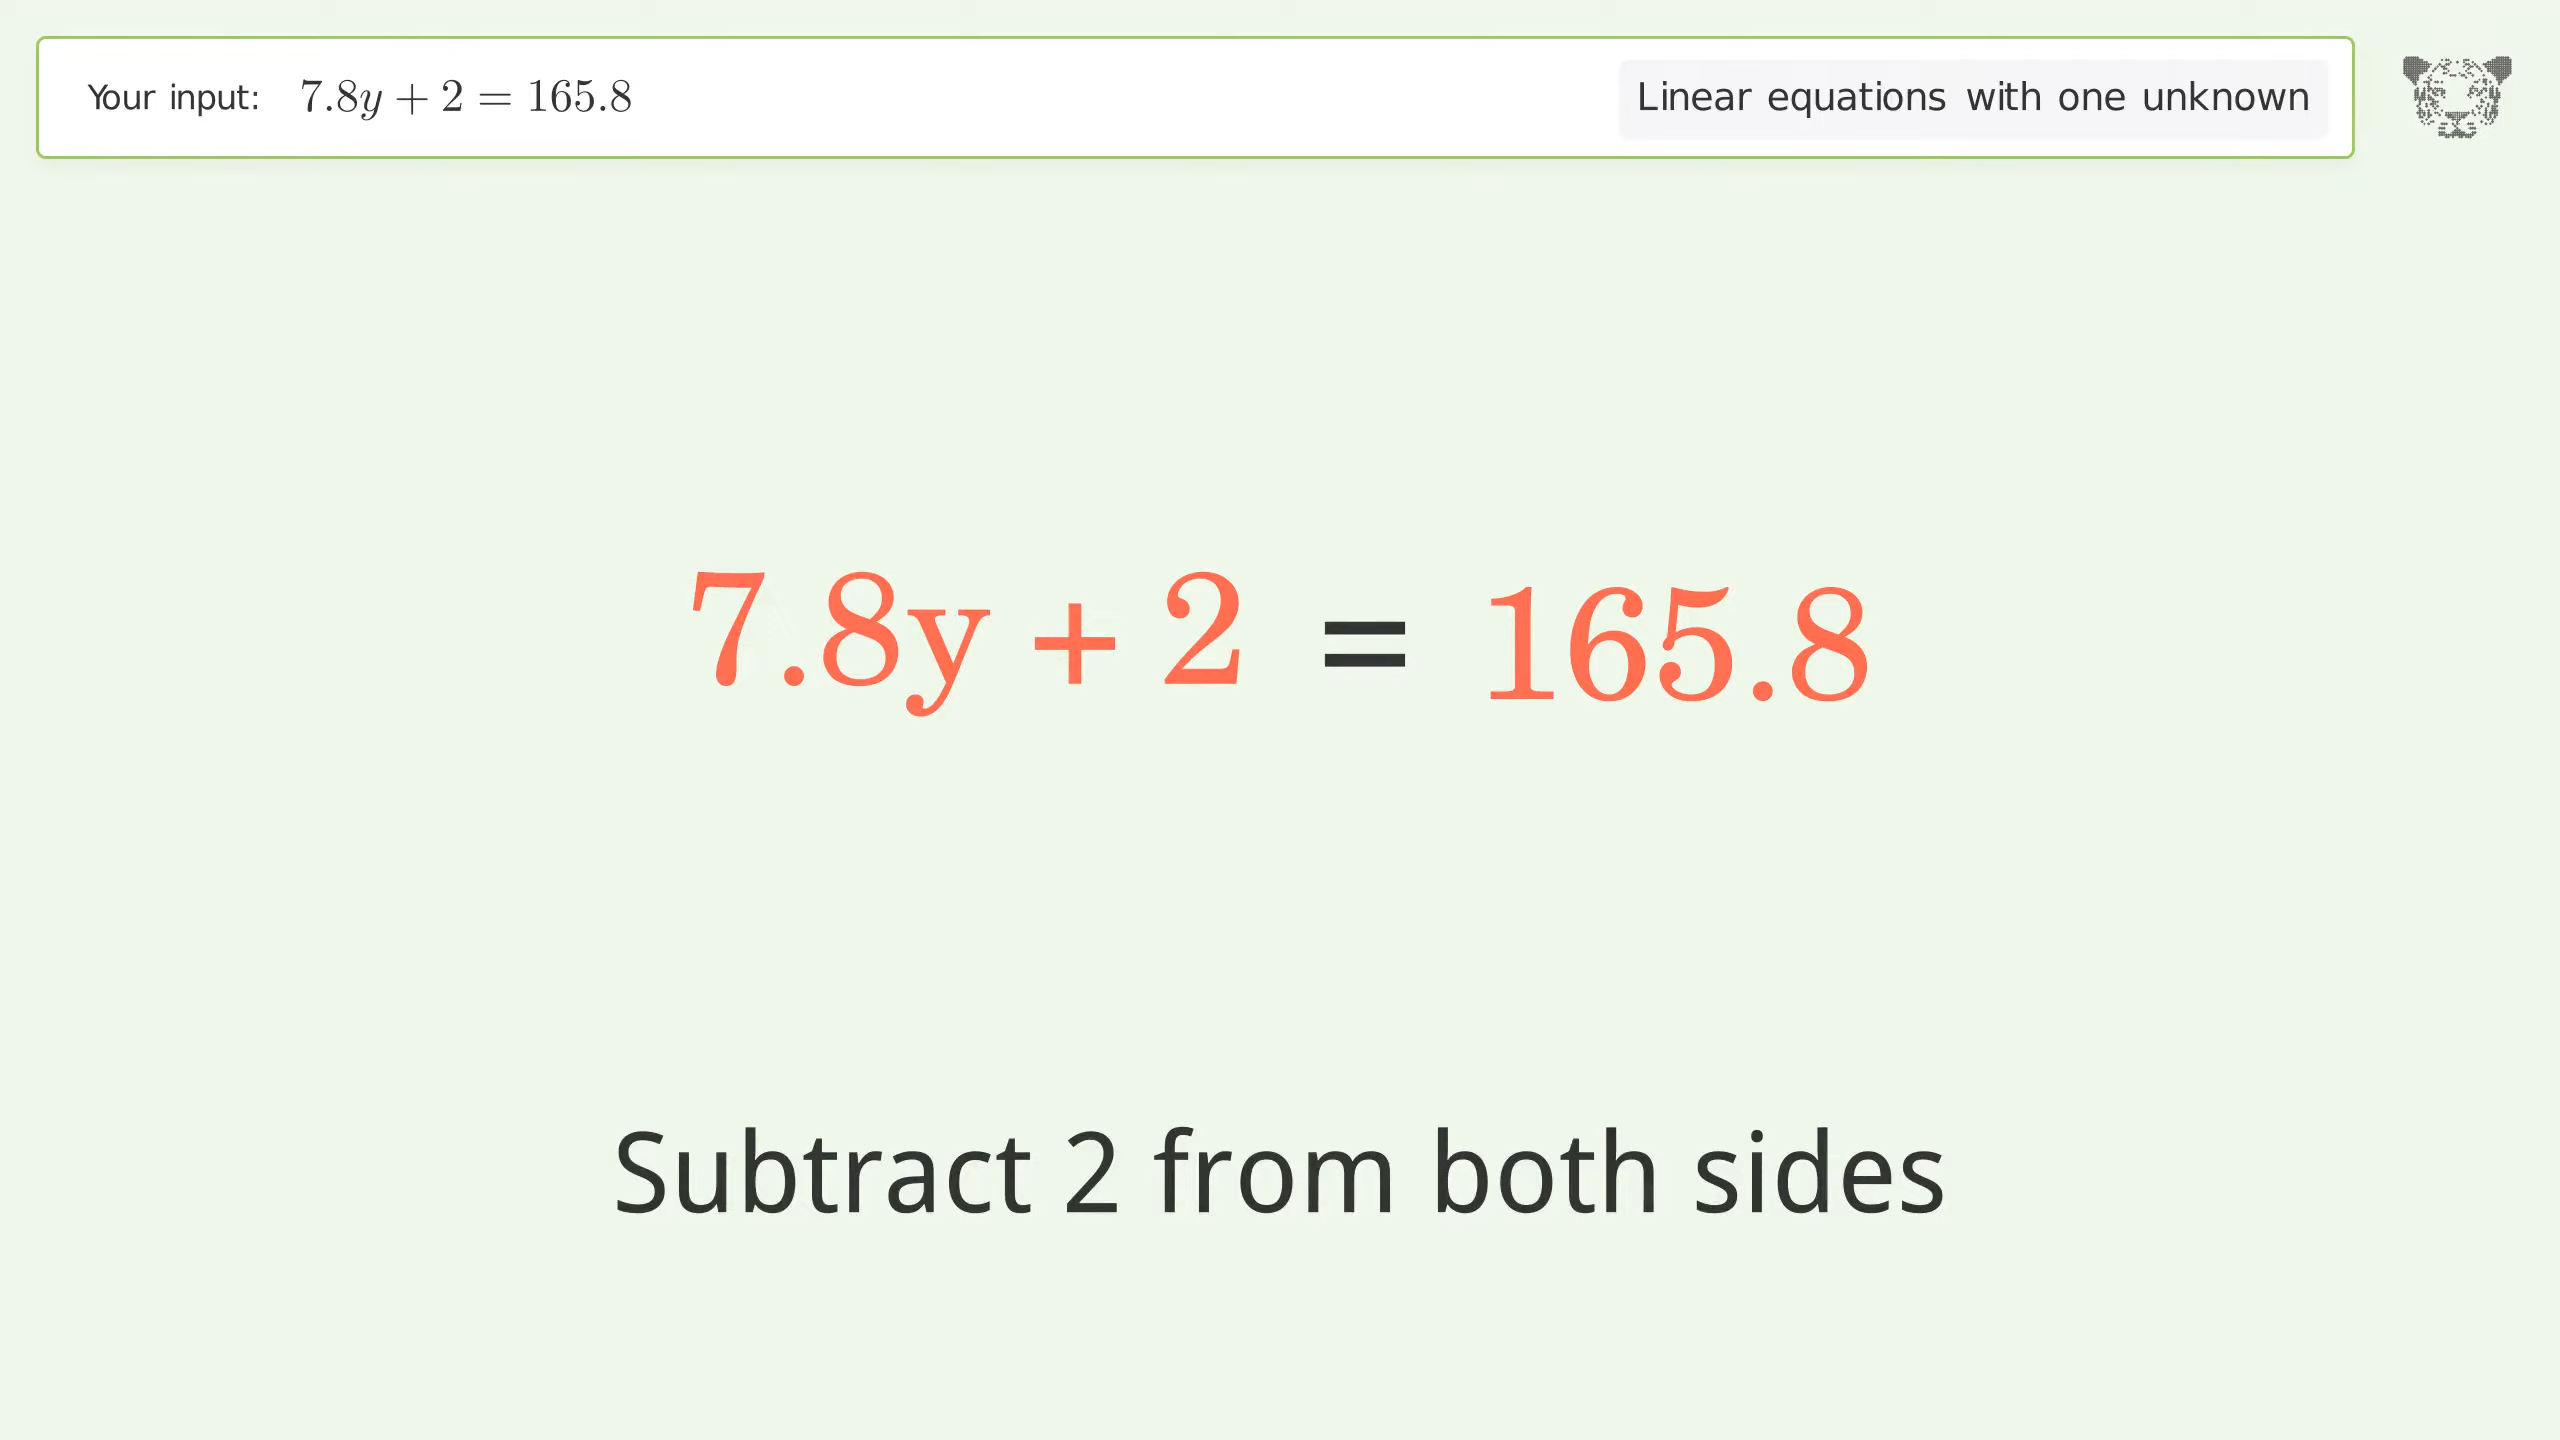 Your input: 7.8y + 2 = 165.8
Linear equations with one unknown
7.8y + 2 = 165.8
Subtract 2 from both sides